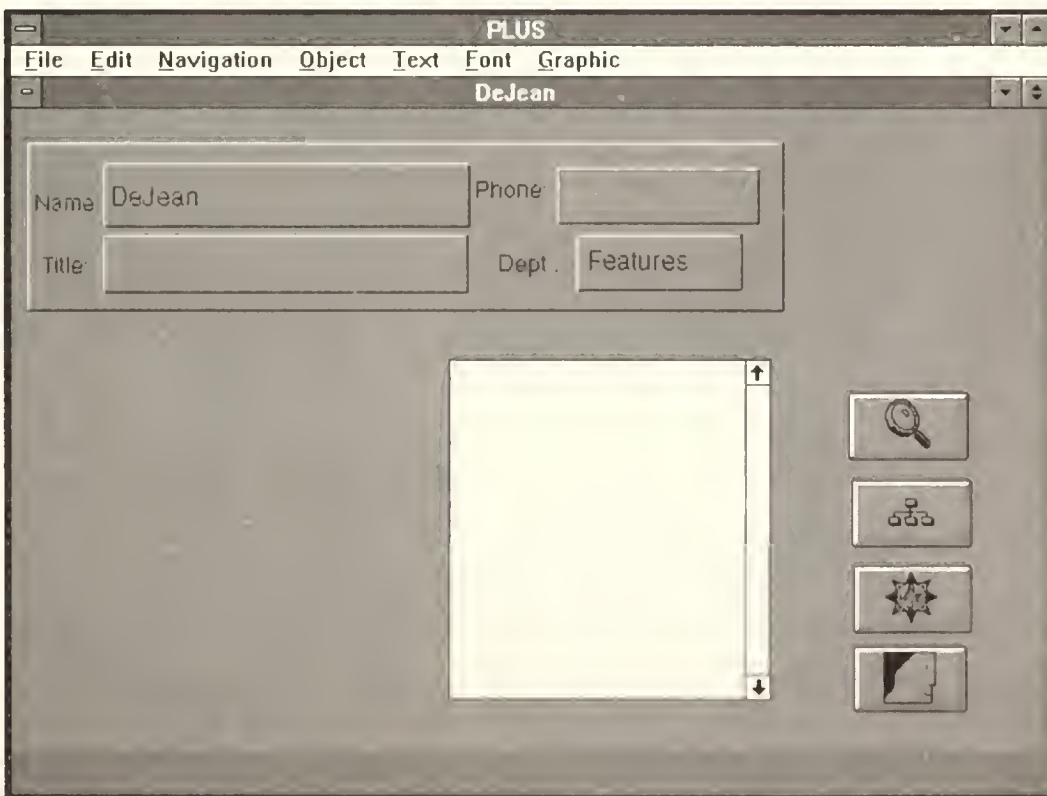 PLUS
File Edit Navigation Object Text Font Graphic
DeJean
Name DeJean Phone
Title: Dept. Features